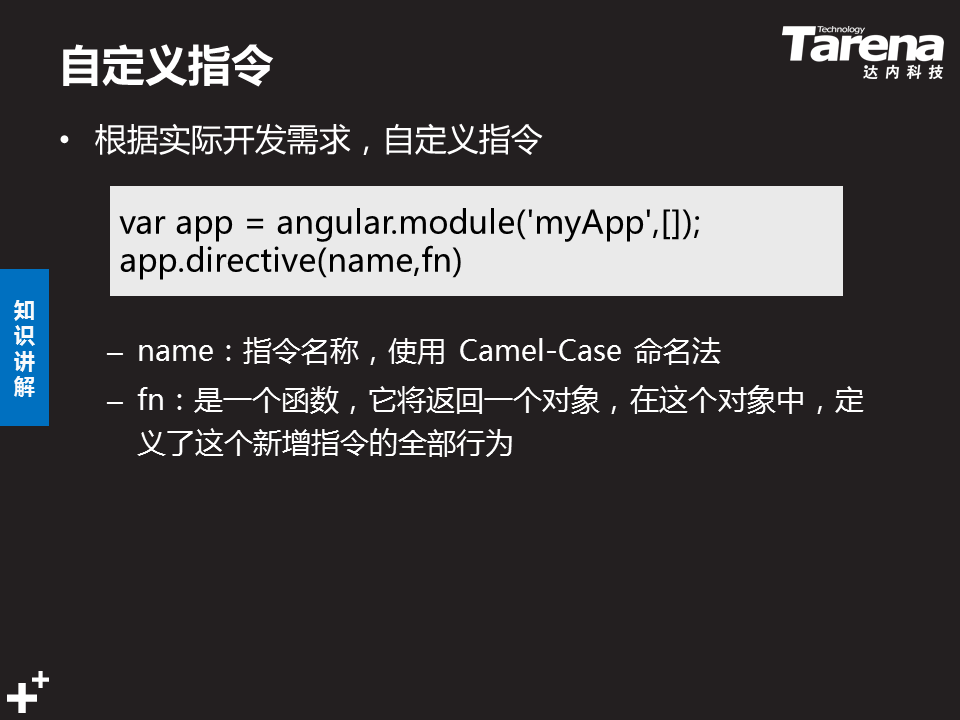 自定义指令
Technology
Tarena
达内科技
• 根据实际开发需求，自定义指令
var app = angular.module('myApp',[]);
app.directive(name,fn)
知识讲解
– name：指令名称，使用 Camel-Case 命名法
– fn：是一个函数，它将返回一个对象，在这个对象中，定
义了这个新增指令的全部行为